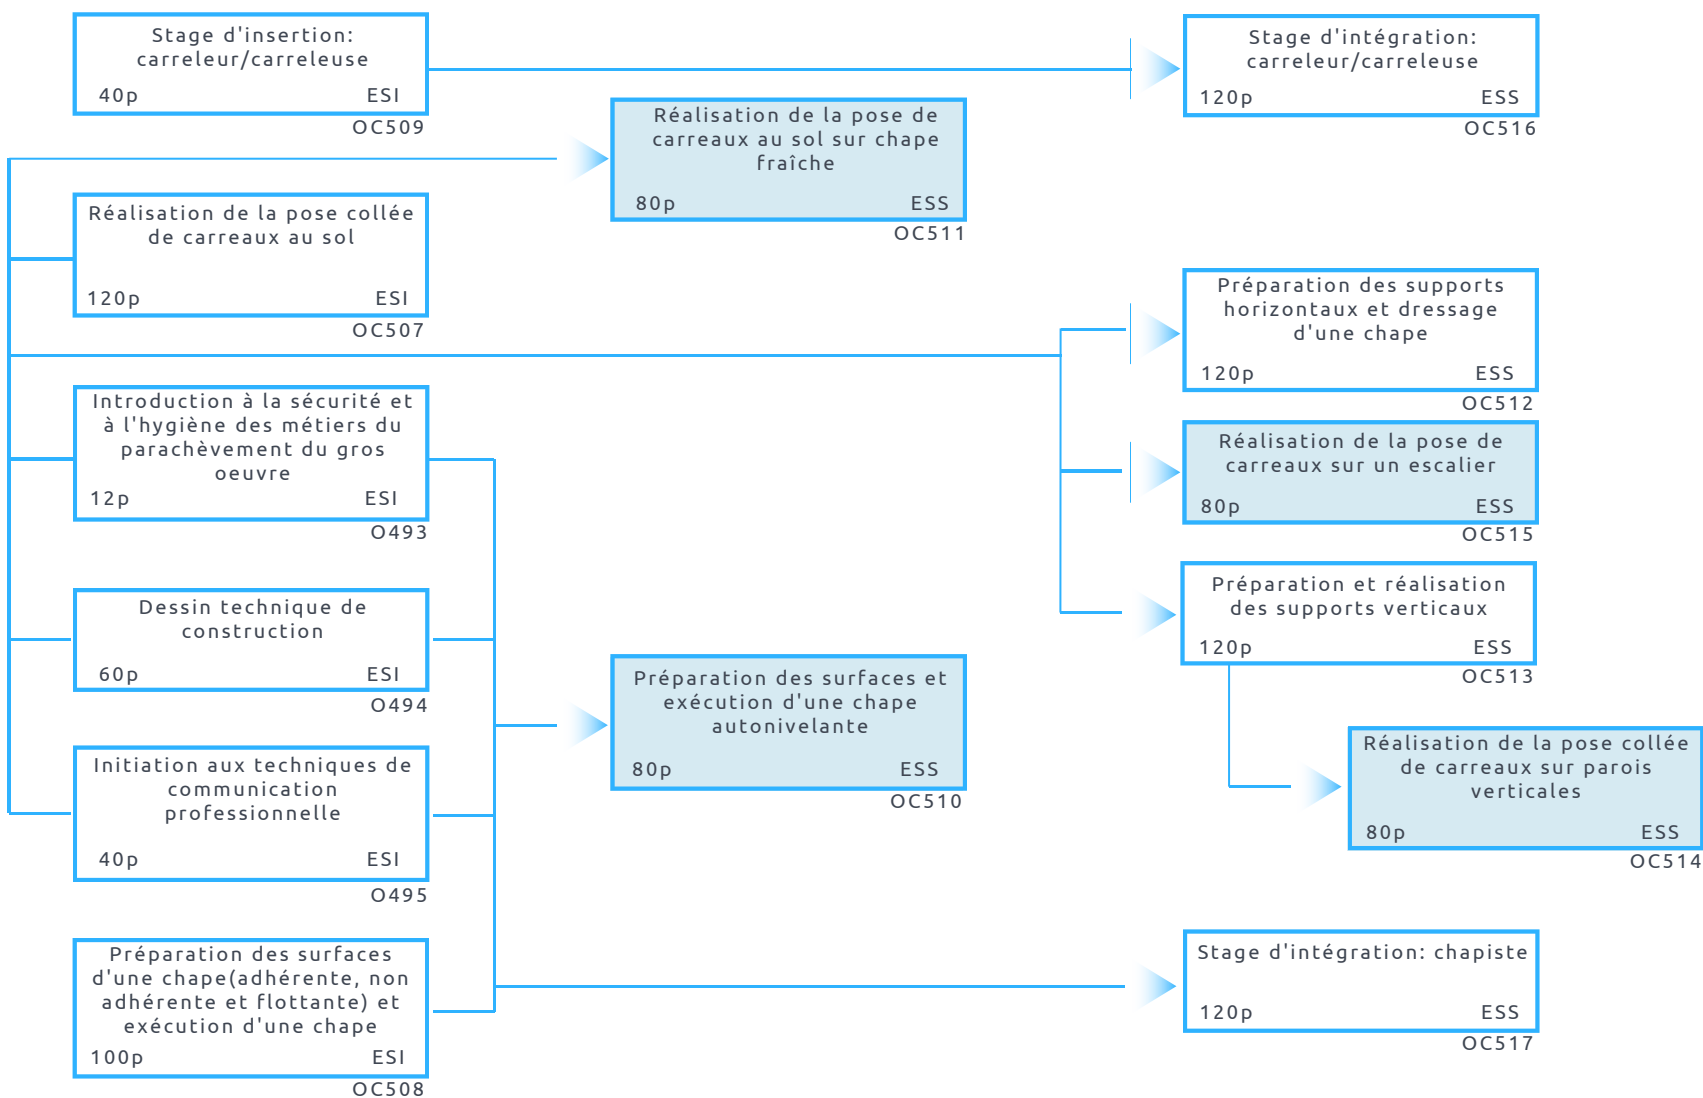 Stage d'insertion:
carreleur/carreleuse
40p ESI
OC509
Stage d'intégration:
carreleur/carreleuse
120p ESS
OC516
Réalisation de la pose de
carreaux au sol sur chape
fraîche
80p ESS
OC511
Réalisation de la pose collée
de carreaux au sol
120p ESI
OC507
Préparation des supports
horizontaux et dressage
d'une chape
120p ESS
OC512
Introduction à la sécurité et
à l'hygiène des métiers du
parachèvement du gros
oeuvre
12p ESI
O493
Réalisation de la pose de
carreaux sur un escalier
80p ESS
OC515
Dessin technique de
construction
60p ESI
O494
Préparation et réalisation
des supports verticaux
120p ESS
OC513
Préparation des surfaces et
exécution d'une chape
autonivelante
80p ESS
OC510
Initiation aux techniques de
communication
professionnelle
40p ESI
O495
Réalisation de la pose collée
de carreaux sur parois
verticales
80p ESS
OC514
Préparation des surfaces
d'une chape(adhérente, non
adhérente et flottante) et
exécution d'une chape
100p ESI
OC508
Stage d'intégration: chapiste
120p ESS
OC517